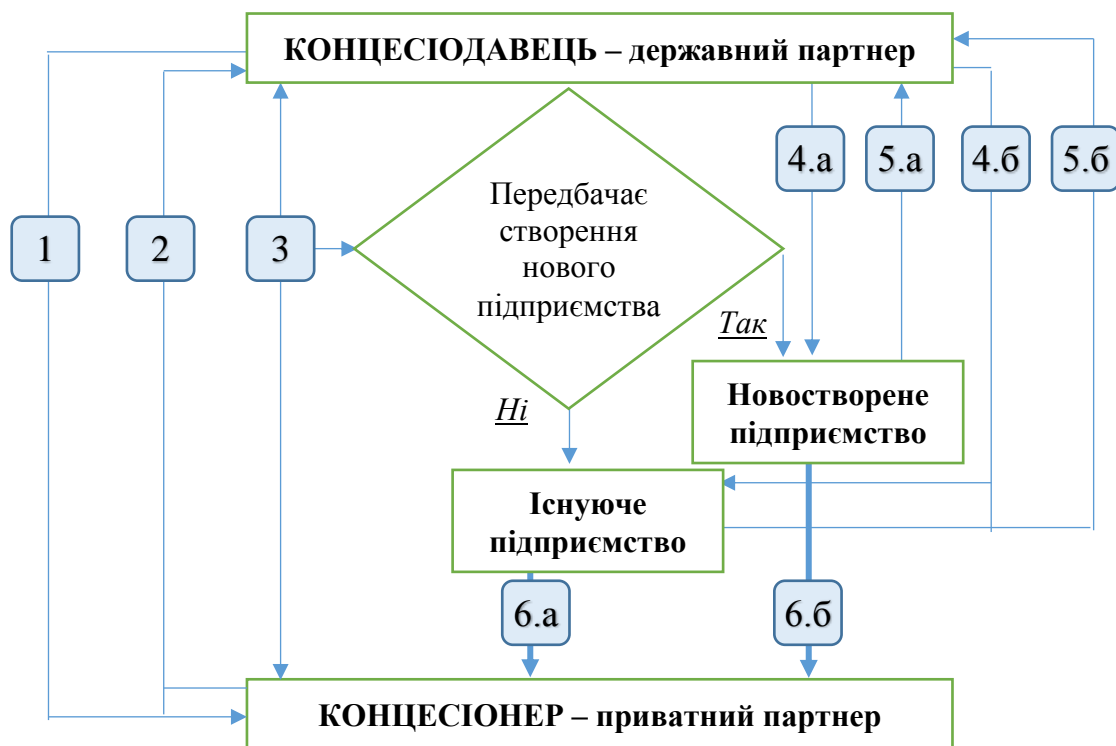 КОНЦЕСІОДАВЕЦЬ – державний партнер
4.а
5.а
4.б
5.б
Передбачає
створення
нового
підприємства
1
2
3
Так
Новостворене
підприємство
Ні
Існуюче
підприємство
6.а
6.б
КОНЦЕСІОНЕР – приватний партнер